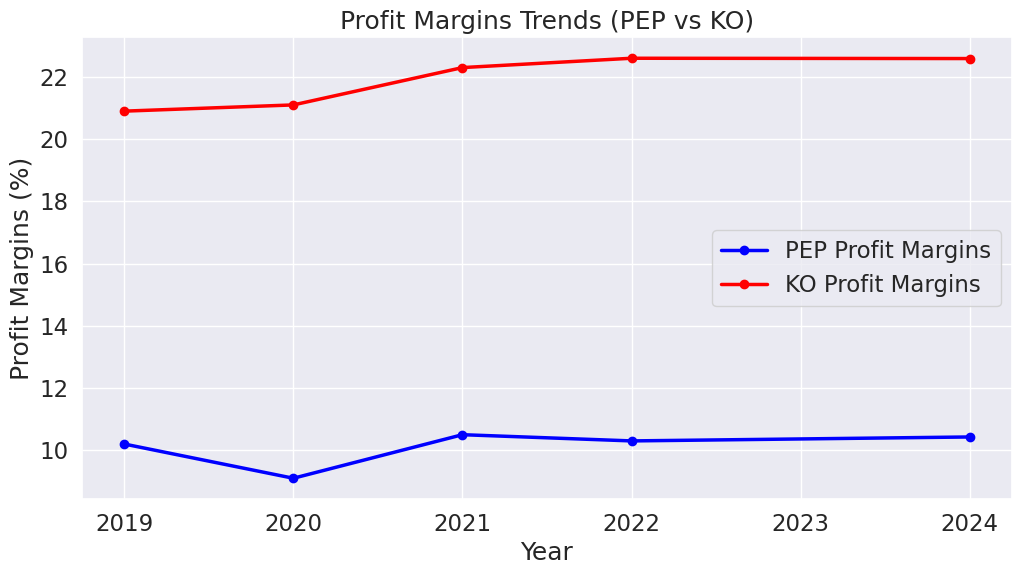 Profit Margins Trends (PEP vs KO)
Profit Margins (%)
22
20
18
16
14
12
10
PEP Profit Margins
KO Profit Margins
2019 2020 2021 2022 2023 2024
Year